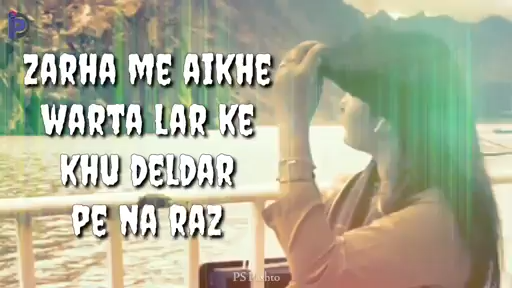 ZARHA ME AIKHE
WARTA LAR KE
KHU DELDAR
PE NA RAZ
PS Pashto